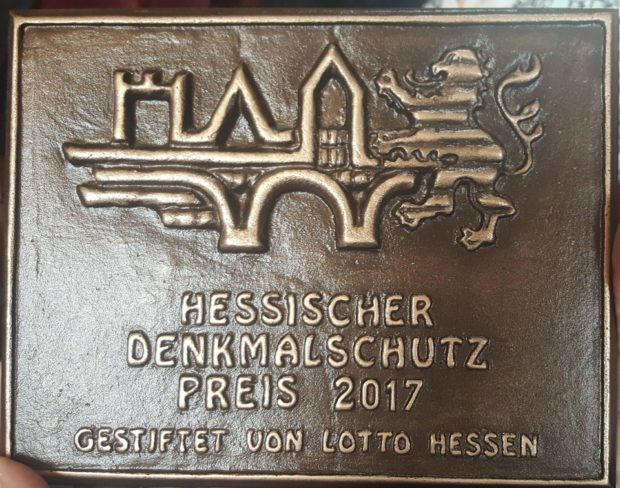 HESSISCHER
DENKMALSCHUTZ
PREIS 2017
GESTIFTET VON LOTTO HESSEN